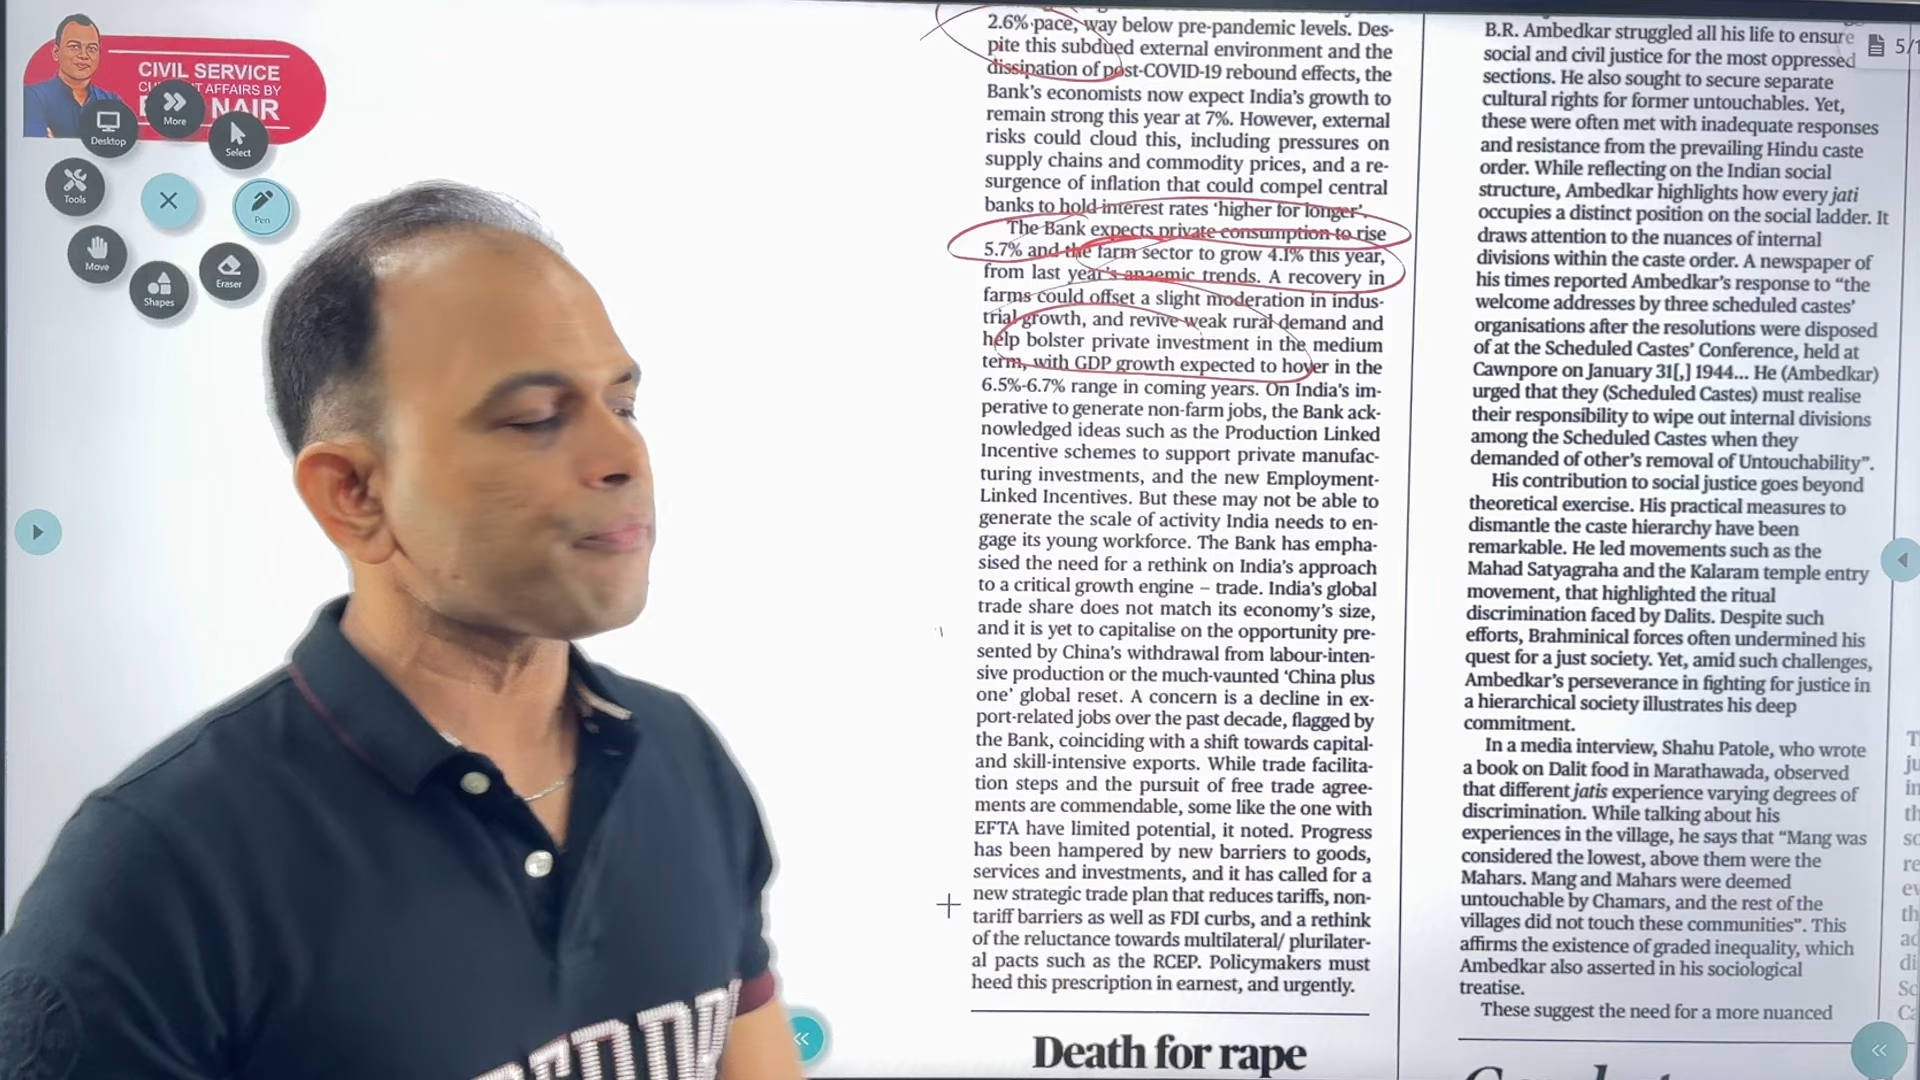 CIVIL SERVICE
AFFAIRS BY
NAIR
More
Desktop
Select
Tools
Pen
Move
Shapes
Eraser
2.6% pace, way below pre-pandemic levels. Des-
pite this subdued external environment and the
dissipation of post-COVID-19 rebound effects, the
Bank's economists now expect India's growth to
remain strong this year at 7%. However, external
risks could cloud this, including pressures on
supply chains and commodity prices, and a re-
surgence of inflation that could compel central
banks to hold interest rates 'higher for longer'.
The Bank expects private consumption to rise
5.7% and the farm sector to grow 4.1% this year,
from last year's anaemic trends. A recovery in
farms could offset a slight moderation in indus-
trial growth, and revive weak rural demand and
help bolster private investment in the medium
term, with GDP growth expected to hover in the
6.5%-6.7% range in coming years. On India's im-
perative to generate non-farm jobs, the Bank ack-
nowledged ideas such as the Production Linked
Incentive schemes to support private manufac-
turing investments, and the new Employment-
Linked Incentives. But these may not be able to
generate the scale of activity India needs to en-
gage its young workforce. The Bank has empha-
sised the need for a rethink on India's approach
to a critical growth engine – trade. India's global
trade share does not match its economy's size,
and it is yet to capitalise on the opportunity pre-
sented by China's withdrawal from labour-inten-
sive production or the much-vaunted 'China plus
one' global reset. A concern is a decline in ex-
port-related jobs over the past decade, flagged by
the Bank, coinciding with a shift towards capital-
and skill-intensive exports. While trade facilita-
tion steps and the pursuit of free trade agree-
ments are commendable, some like the one with
EFTA have limited potential, it noted. Progress
has been hampered by new barriers to goods,
services and investments, and it has called for a
new strategic trade plan that reduces tariffs, non-
tariff barriers as well as FDI curbs, and a rethink
of the reluctance towards multilateral/ plurilater-
al pacts such as the RCEP. Policymakers must
heed this prescription in earnest, and urgently.
Death for rape
B.R. Ambedkar struggled all his life to ensure
social and civil justice for the most oppressed
sections. He also sought to secure separate
cultural rights for former untouchables. Yet,
these were often met with inadequate responses
and resistance from the prevailing Hindu caste
order. While reflecting on the Indian social
structure, Ambedkar highlights how every jati
occupies a distinct position on the social ladder. It
draws attention to the nuances of internal
divisions within the caste order. A newspaper of
his times reported Ambedkar's response to "the
welcome addresses by three scheduled castes'
organisations after the resolutions were disposed
of at the Scheduled Castes' Conference, held at
Cawnpore on January 31[,] 1944... He (Ambedkar)
urged that they (Scheduled Castes) must realise
their responsibility to wipe out internal divisions
among the Scheduled Castes when they
demanded of other's removal of Untouchability".
His contribution to social justice goes beyond
theoretical exercise. His practical measures to
dismantle the caste hierarchy have been
remarkable. He led movements such as the
Mahad Satyagraha and the Kalaram temple entry
movement, that highlighted the ritual
discrimination faced by Dalits. Despite such
efforts, Brahminical forces often undermined his
quest for a just society. Yet, amid such challenges,
Ambedkar's perseverance in fighting for justice in
a hierarchical society illustrates his deep
commitment.
In a media interview, Shahu Patole, who wrote
a book on Dalit food in Marathawada, observed
that different jatis experience varying degrees of
discrimination. While talking about his
experiences in the village, he says that "Mang was
considered the lowest, above them were the
Mahars. Mang and Mahars were deemed
untouchable by Chamars, and the rest of the
villages did not touch these communities". This
affirms the existence of graded inequality, which
Ambedkar also asserted in his sociological
treatise.
These suggest the need for a more nuanced